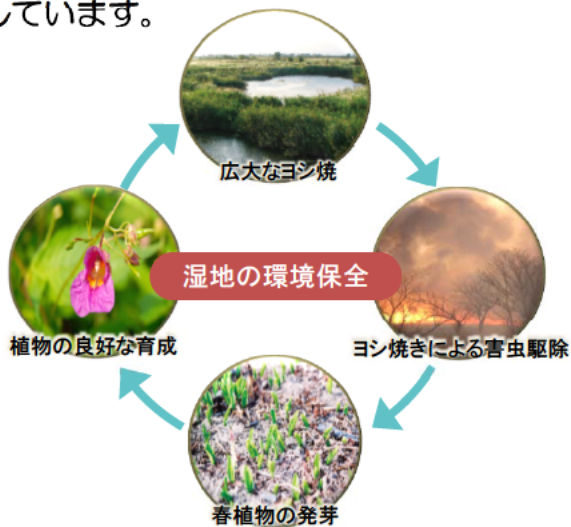 しています。
広大なヨシ焼
湿地の環境保全
植物の良好な育成
ヨシ焼きによる害虫駆除
春植物の発芽